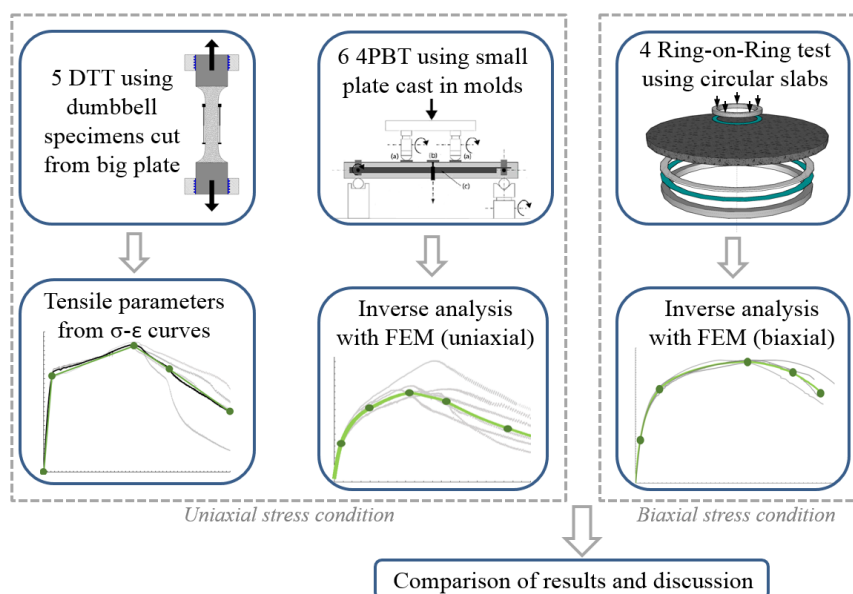 5 DTT using
dumbbell
specimens cut
from big plate
6 4PBT using small
plate cast in molds
(a)
(b)
(a)
(c)
4 Ring-on-Ring test
using circular slabs
Tensile parameters
from σ-ε curves
Inverse analysis
with FEM (uniaxial)
Inverse analysis
with FEM (biaxial)
Uniaxial stress condition
Biaxial stress condition
Comparison of results and discussion